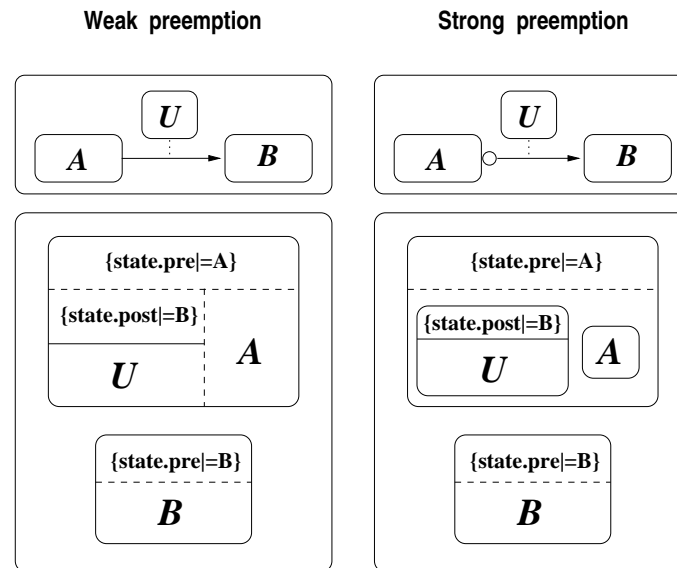 Weak preemption
Strong preemption
U
A
B
U
A
B
{state.pre|=A}
{state.post|=B}
U
A
{state.pre|=B}
B
{state.pre|=A}
{state.post|=B}
U
A
{state.pre|=B}
B